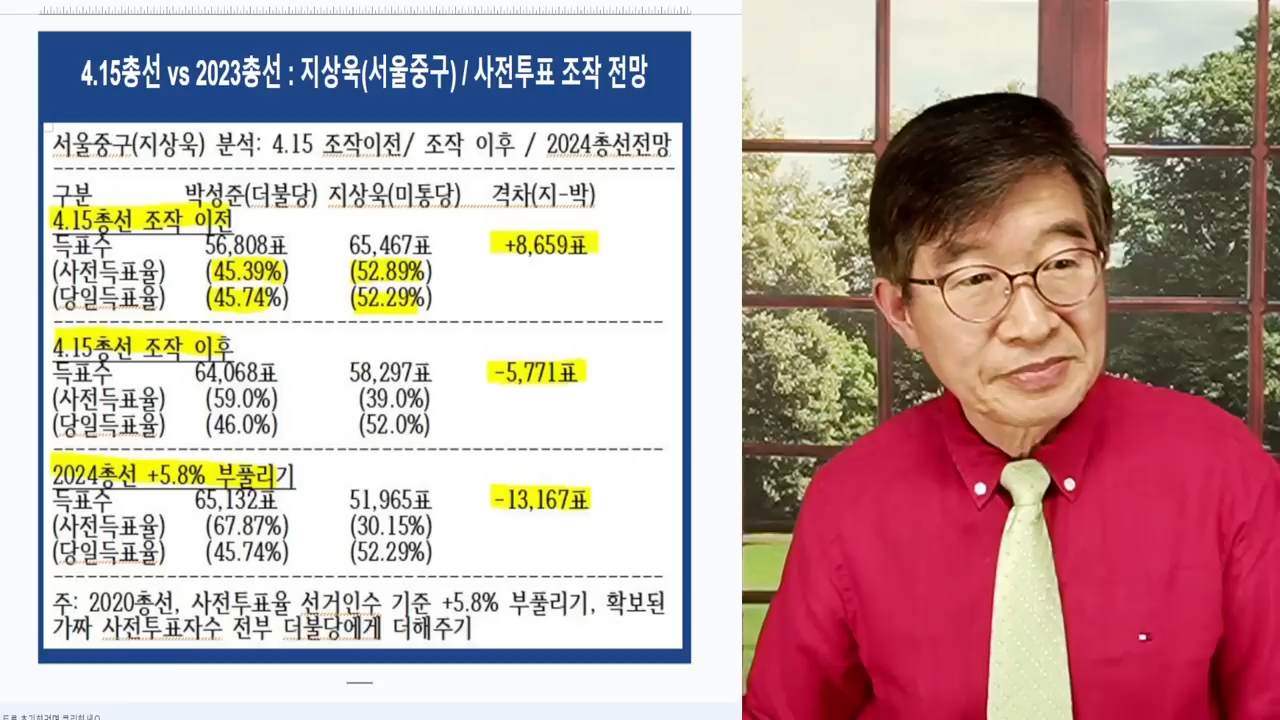 4.15총선 vs 2023총선 : 지상욱(서울중구) / 사전투표 조작 전망
서울중구(지상욱) 분석: 4.15 조작이전/ 조작 이후 / 2024총선전망
구분 박성준(더불당) 지상욱(미통당) 격차(지-박)
4.15총선 조작 이전
득표수 56,808표 65,467표 +8,659표
(사전득표율) (45.39%) (52.89%)
(당일득표율) (45.74%) (52.29%)
4.15총선 조작 이후
득표수 64,068표 58,297표 -5,771표
(사전득표율) (59.0%) (39.0%)
(당일득표율) (46.0%) (52.0%)
2024총선 +5.8% 부풀리기
득표수 65,132표 51,965표 -13,167표
(사전득표율) (67.87%) (30.15%)
(당일득표율) (45.74%) (52.29%)
주: 2020총선, 사전투표율 선거인수 기준 +5.8% 부풀리기, 확보된
가짜 사전투표자수 전부 더불당에게 더해주기